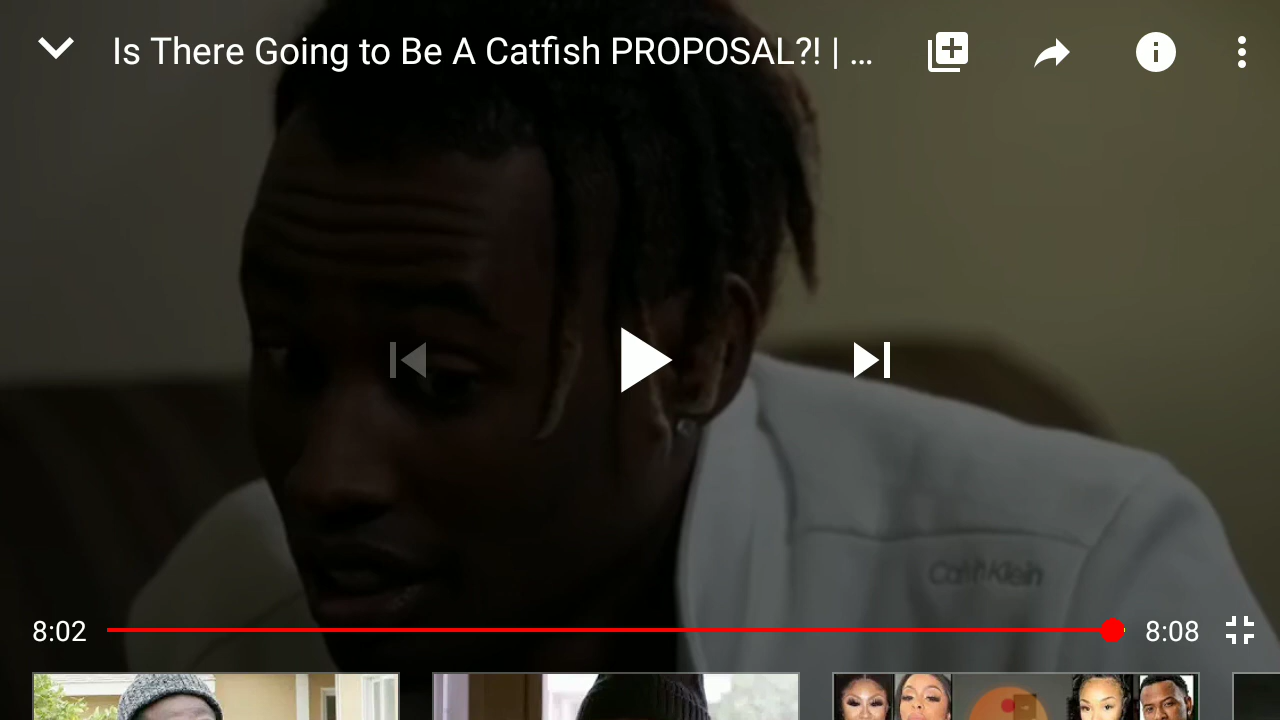 Is There Going to Be A Catfish PROPOSAL?! | ...
Calvin Klein
8:02
8:08